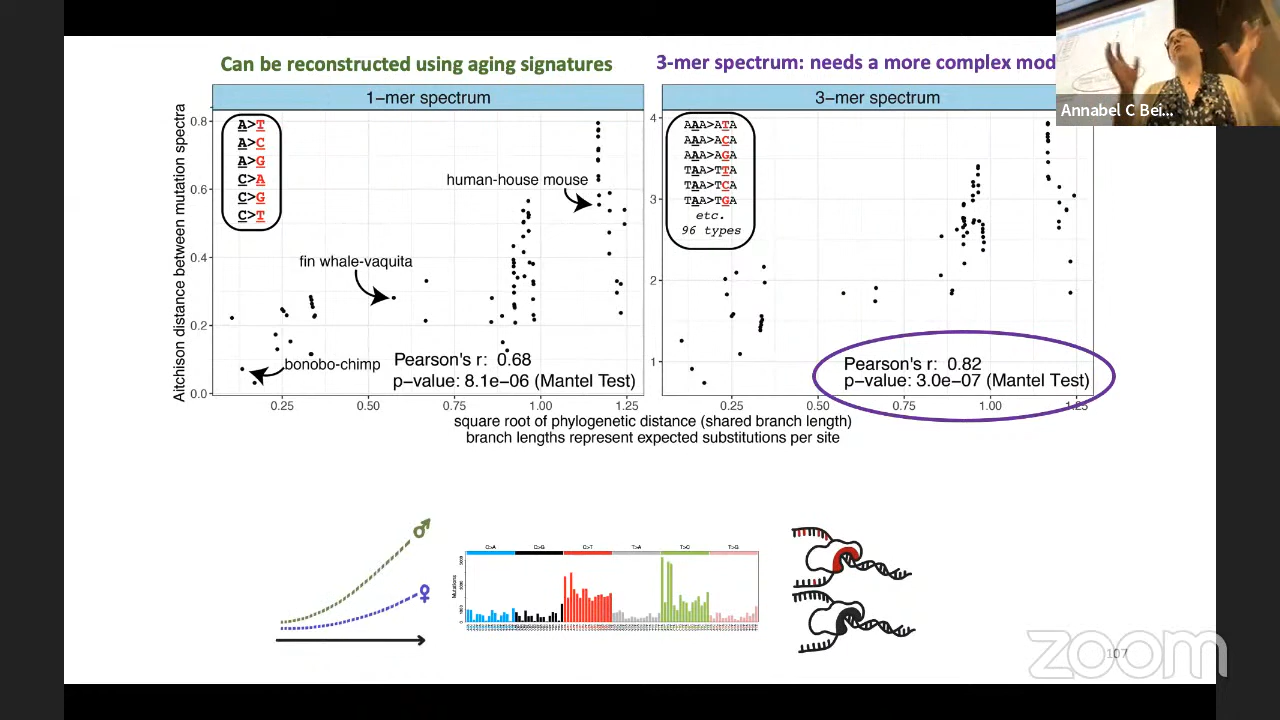 Can be reconstructed using aging signatures
3-mer spectrum: needs a more complex mod
Annabel C Bei...
1−mer spectrum
3−mer spectrum
Aitchison distance between mutation spectra
0.8
0.6
0.4
0.2
0.0
A>T
A>C
A>G
C>A
C>G
C>T
human-house mouse
fin whale-vaquita
bonobo-chimp
Pearson's r: 0.68
p-value: 8.1e−06 (Mantel Test)
0.25 0.50 0.75 1.00 1.25
4
3
2
1
AAA>ATA
AAA>ACA
AAA>AGA
TAA>TTA
TAA>TCA
TAA>TGA
etc.
96 types
Pearson's r: 0.82
p−value: 3.0e−07 (Mantel Test)
0.25 0.50 0.75 1.00 1.25
square root of phylogenetic distance (shared branch length)
branch lengths represent expected substitutions per site
C>A C>G C>T T>A T>C T>G
Mutations
107
zoom